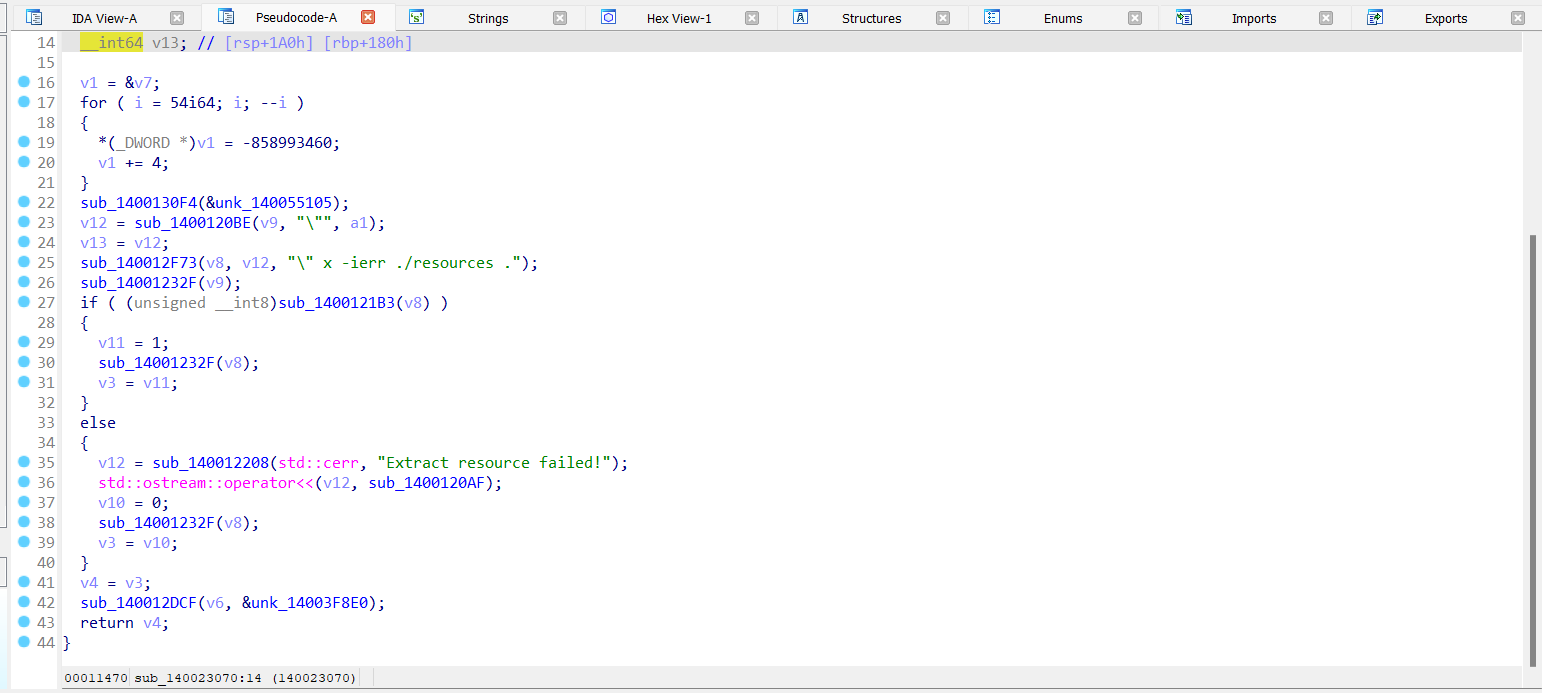 IDA View-A Pseudocode-A Strings Hex View-1 Structures Enums Imports Exports
14 __int64 v13; // [rsp+1A0h] [rbp+180h]
15
16 v1 = &v7;
17 for ( i = 54i64; i; --i )
18 {
19 *(_DWORD *)v1 = -858993460;
20 v1 += 4;
21 }
22 sub_1400130F4(&unk_140055105);
23 v12 = sub_1400120BE(v9, "\"", a1);
24 v13 = v12;
25 sub_140012F73(v8, v12, "\" x -ierr ./resources .");
26 sub_14001232F(v9);
27 if ( (unsigned __int8)sub_1400121B3(v8) )
28 {
29 v11 = 1;
30 sub_14001232F(v8);
31 v3 = v11;
32 }
33 else
34 {
35 v12 = sub_140012208(std::cerr, "Extract resource failed!");
36 std::ostream::operator<<(v12, sub_1400120AF);
37 v10 = 0;
38 sub_14001232F(v8);
39 v3 = v10;
40 }
41 v4 = v3;
42 sub_140012DCF(v6, &unk_14003F8E0);
43 return v4;
44 }
00011470 sub_140023070:14 (140023070)